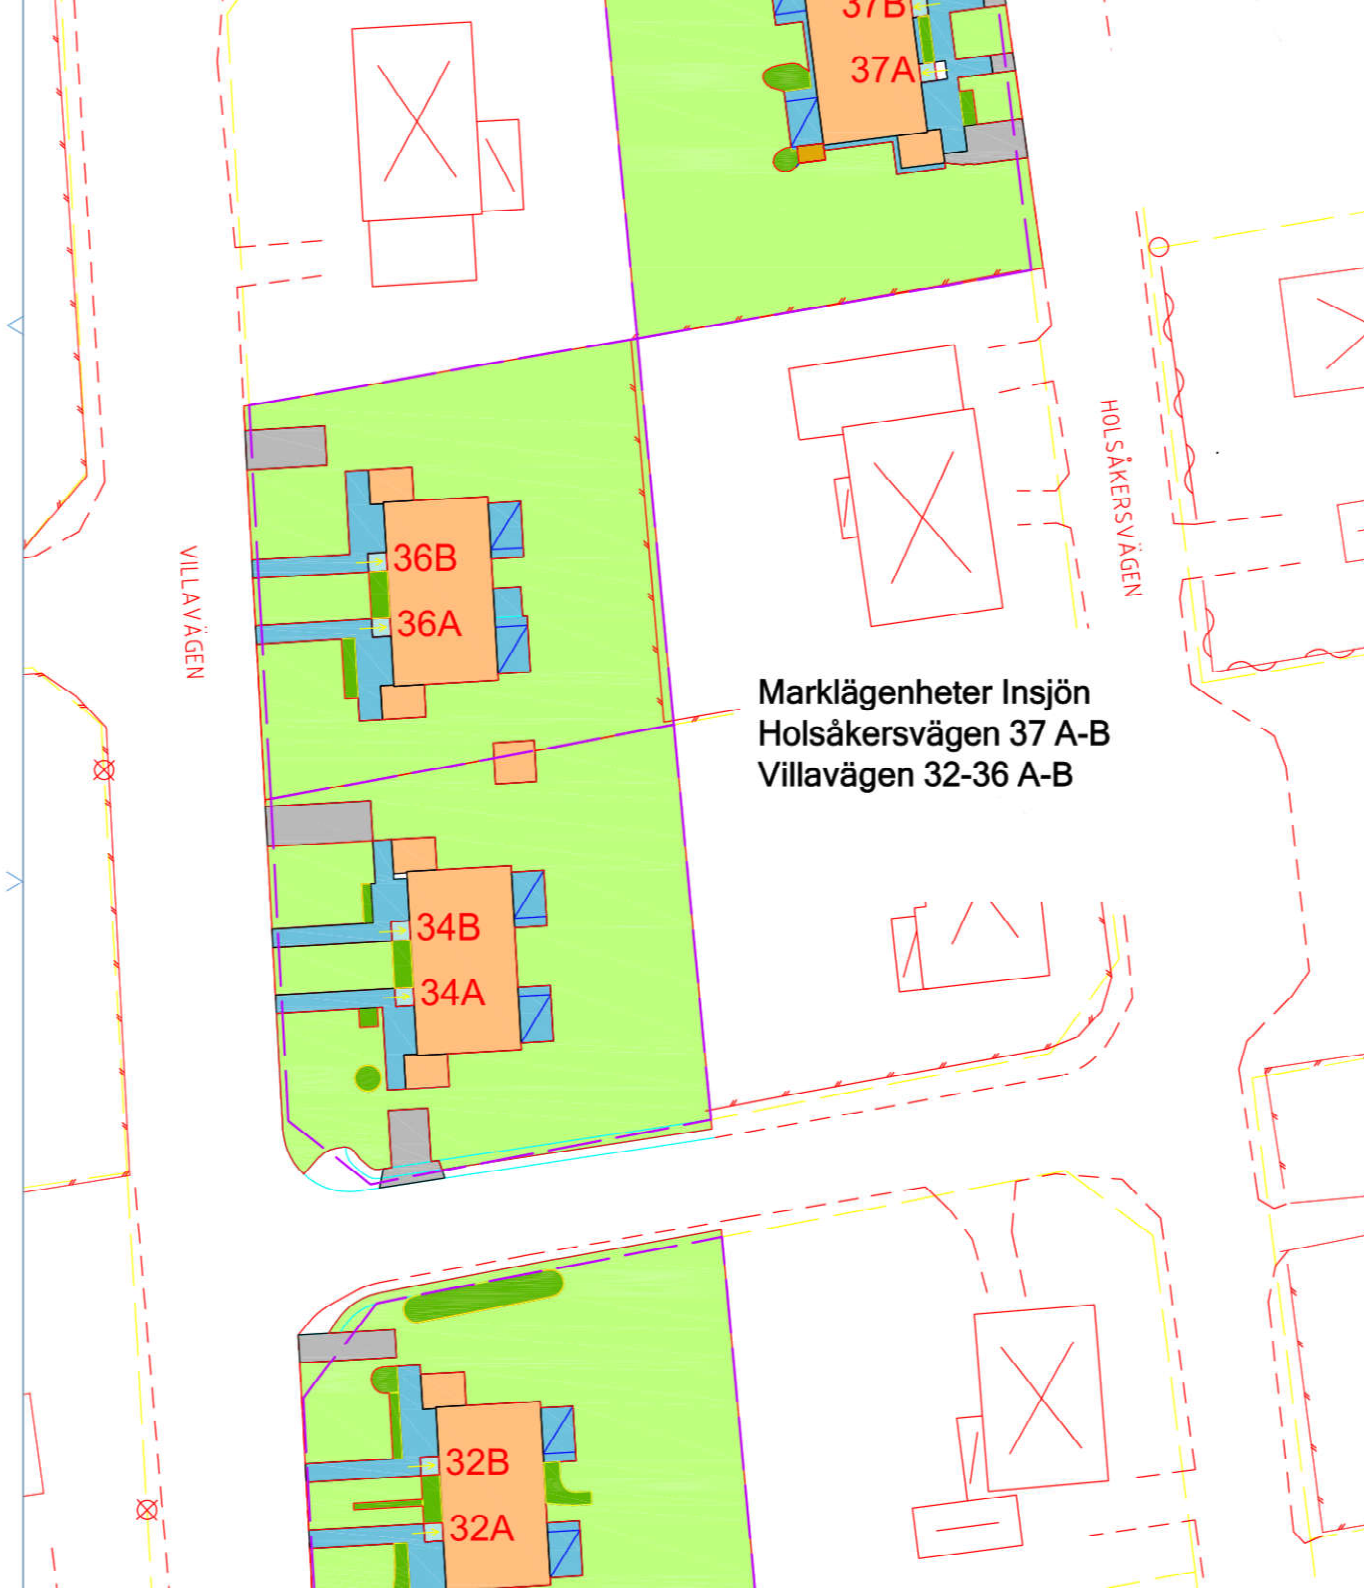 37B
37A
HOLSÅKERSVÄGEN
VILLAVÄGEN
36B
36A
Marklägenheter Insjön
Holsåkersvägen 37 A-B
Villavägen 32-36 A-B
34B
34A
32B
32A